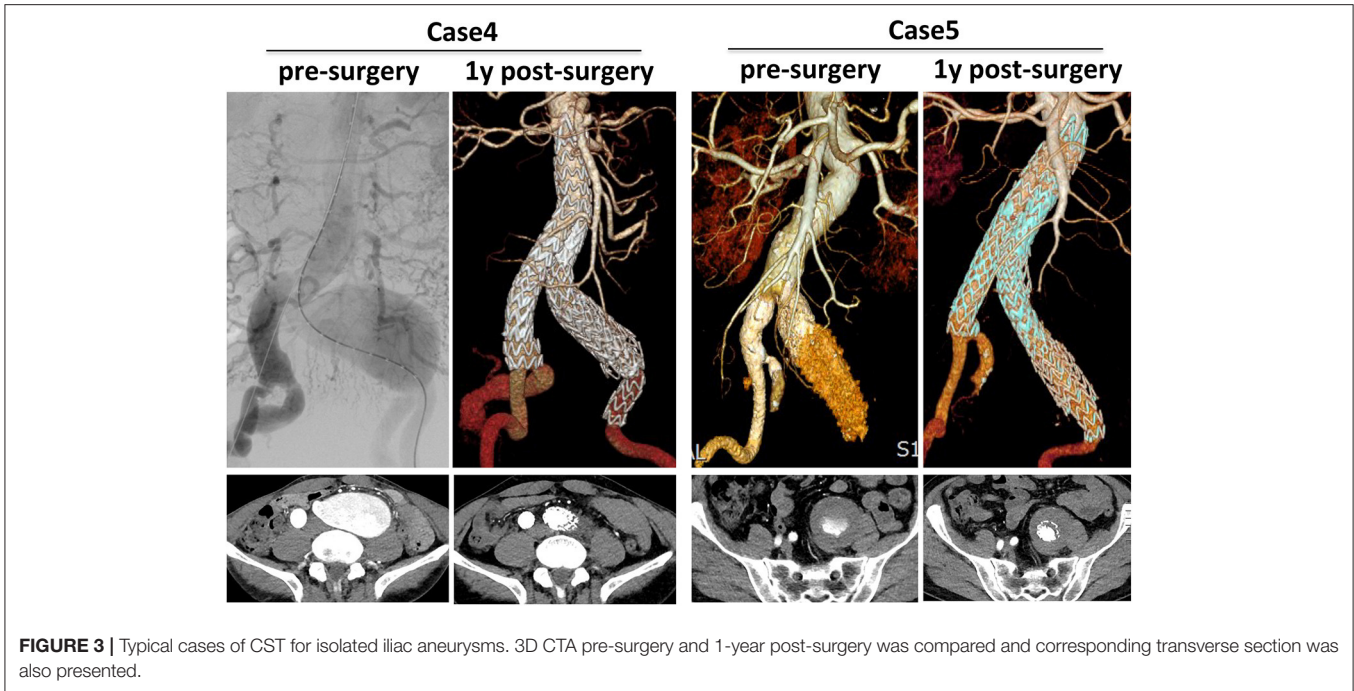 Case4
Case5
pre-surgery
1y post-surgery
pre-surgery
1y post-surgery
S1
FIGURE 3 | Typical cases of CST for isolated iliac aneurysms. 3D CTA pre-surgery and 1-year post-surgery was compared and corresponding transverse section was
also presented.